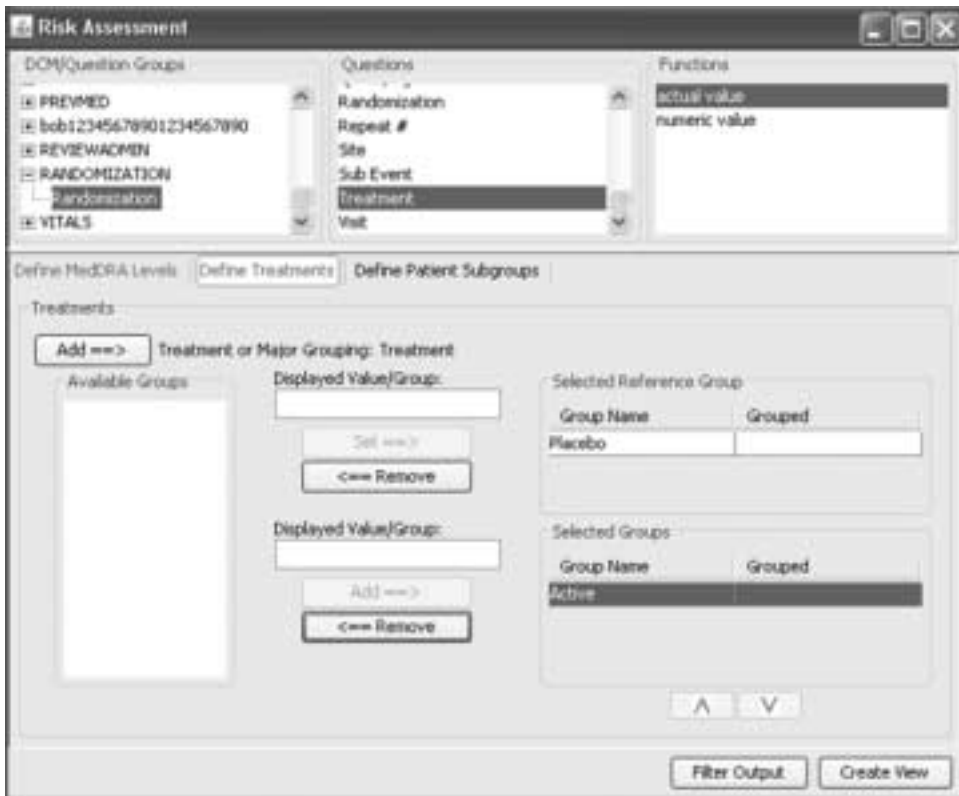 Risk Assessment
DCM/Question Groups
PREVMED
bob12345678901234567890
REVIEWADMIN
RANDOMIZATION
Randomization
VITALS
Questions
Randomization
Repeat #
Site
Sub Event
Treatment
Visit
Functions
actual value
numeric value
Define MedDRA Levels Define Treatments Define Patient Subgroups
Treatments
Add ==> Treatment or Major Grouping: Treatment
Available Groups
Displayed Value/Group:
Set ==>
<== Remove
Selected Reference Group
Group Name Grouped
Placebo
Displayed Value/Group:
Add ==>
<== Remove
Selected Groups
Group Name Grouped
Active
Filter Output Create View